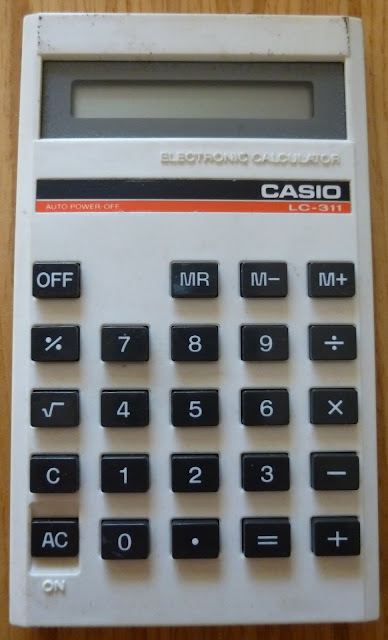 ELECTRONIC CALCULATOR
CASIO
AUTO POWER-OFF LC-311
OFF MR M− M+
% 7 8 9 ÷
√ 4 5 6 ×
C 1 2 3 −
AC 0 • = +
ON